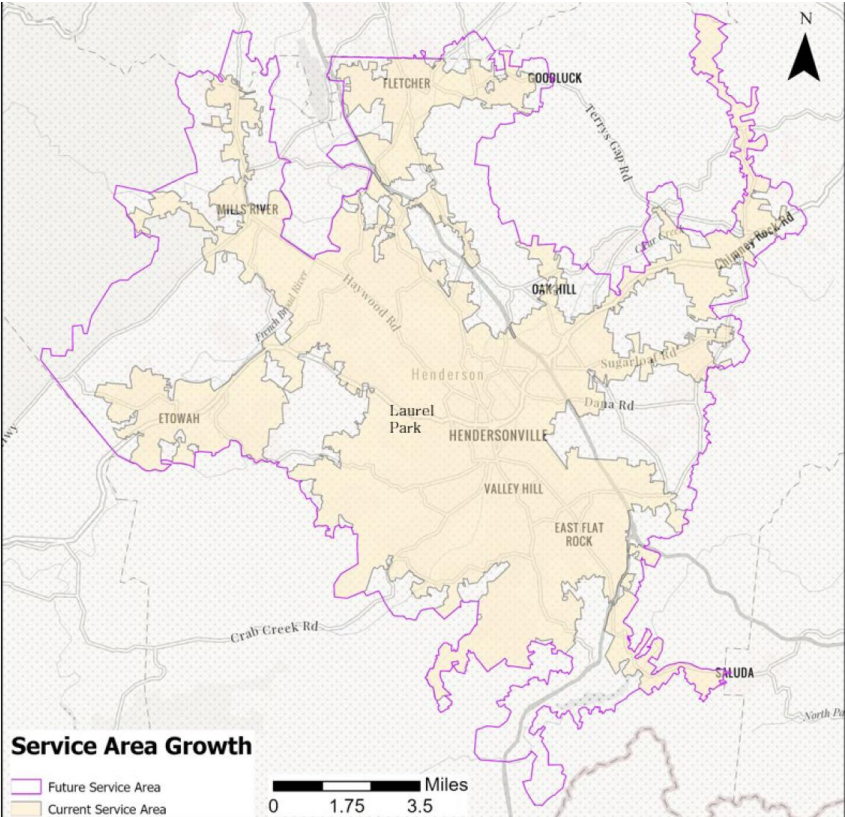 N
FLETCHER
GOODLUCK
Terrys Gap Rd
MILLS RIVER
Clear Creek
Chimney Rock Rd
French Broad River
Haywood Rd
OAK HILL
Sugarloaf Rd
Henderson
Dana Rd
Laurel
Park
ETOWAH
HENDERSONVILLE
VALLEY HILL
EAST FLAT
ROCK
Crab Creek Rd
SALUDA
North Pa
Service Area Growth
Future Service Area
Current Service Area
Miles
0 1.75 3.5